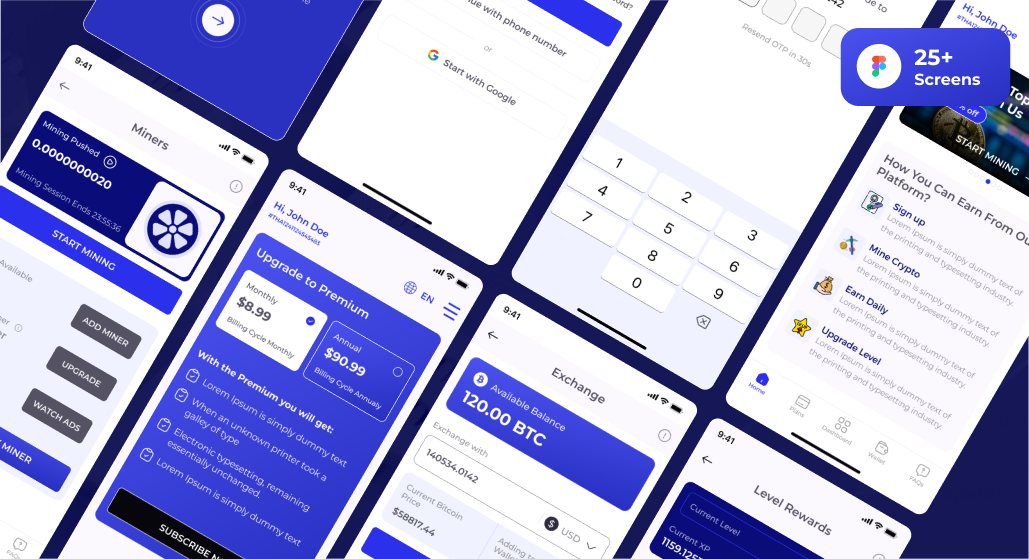 9:41
Miners
Mining Pushed
0.0000000020
Mining Session Ends 23:55:36
START MINING
Available
ADD MINER
UPGRADE
WATCH ADS
MINER
FAQs
with phone number
or
Start with Google
9:41
Hi, John Doe
EN
Upgrade to Premium
Monthly
$8.99
Billing Cycle Monthly
Annual
$90.99
Billing Cycle Annualy
With the Premium you will get:
Lorem Ipsum is simply dummy text
When an unknown printer took a
galley of type
Electronic typesetting, remaining
essentially unchanged.
Lorem Ipsum is simply dummy text
SUBSCRIBE
Resend OTP in 30s
1
2
3
4
5
6
7
8
9
0
9:41
Exchange
Available Balance
120.00 BTC
Exchange with
140534.0142
USD
Current Bitcoin
Price
$58817.44
Adding to
25+
Screens
Hi, John Doe
Top
Us
% off
START MINING
How You Can Earn From Our
Platform?
Sign up
Lorem Ipsum is simply dummy text of
the printing and typesetting industry.
Mine Crypto
Lorem Ipsum is simply dummy text of
the printing and typesetting industry.
Earn Daily
Lorem Ipsum is simply dummy text of
the printing and typesetting industry.
Upgrade Level
Lorem Ipsum is simply dummy text of
the printing and typesetting industry.
Home
Plans
Dashboard
Wallet
FAQs
9:41
Level Rewards
Current Level
Current XP